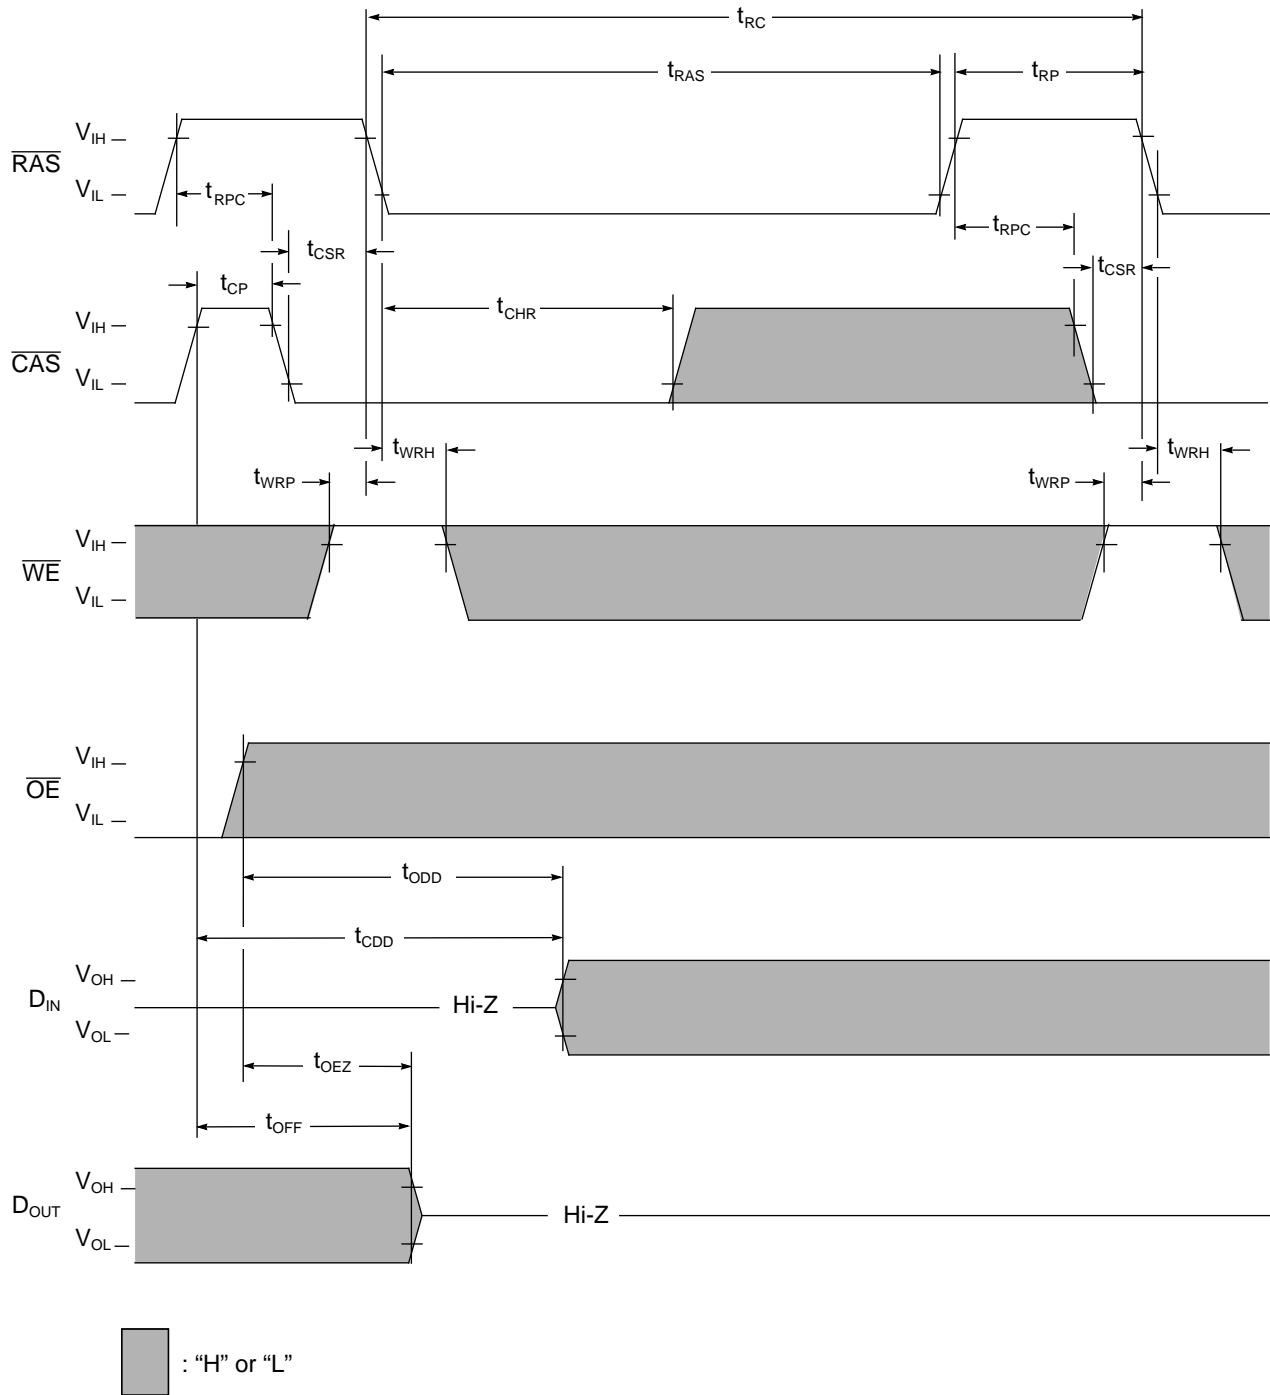 tRC
tRAS
tRP
VIH
RAS
VIL
tRPC
tRPC
tCSR
tCSR
tCP
VIH
tCHR
CAS
VIL
tWRH
tWRH
tWRP
tWRP
VIH
WE
VIL
VIH
OE
VIL
tODD
tCDD
VOH
DIN
Hi-Z
VOL
tOEZ
tOFF
VOH
DOUT
Hi-Z
VOL
: “H” or “L”